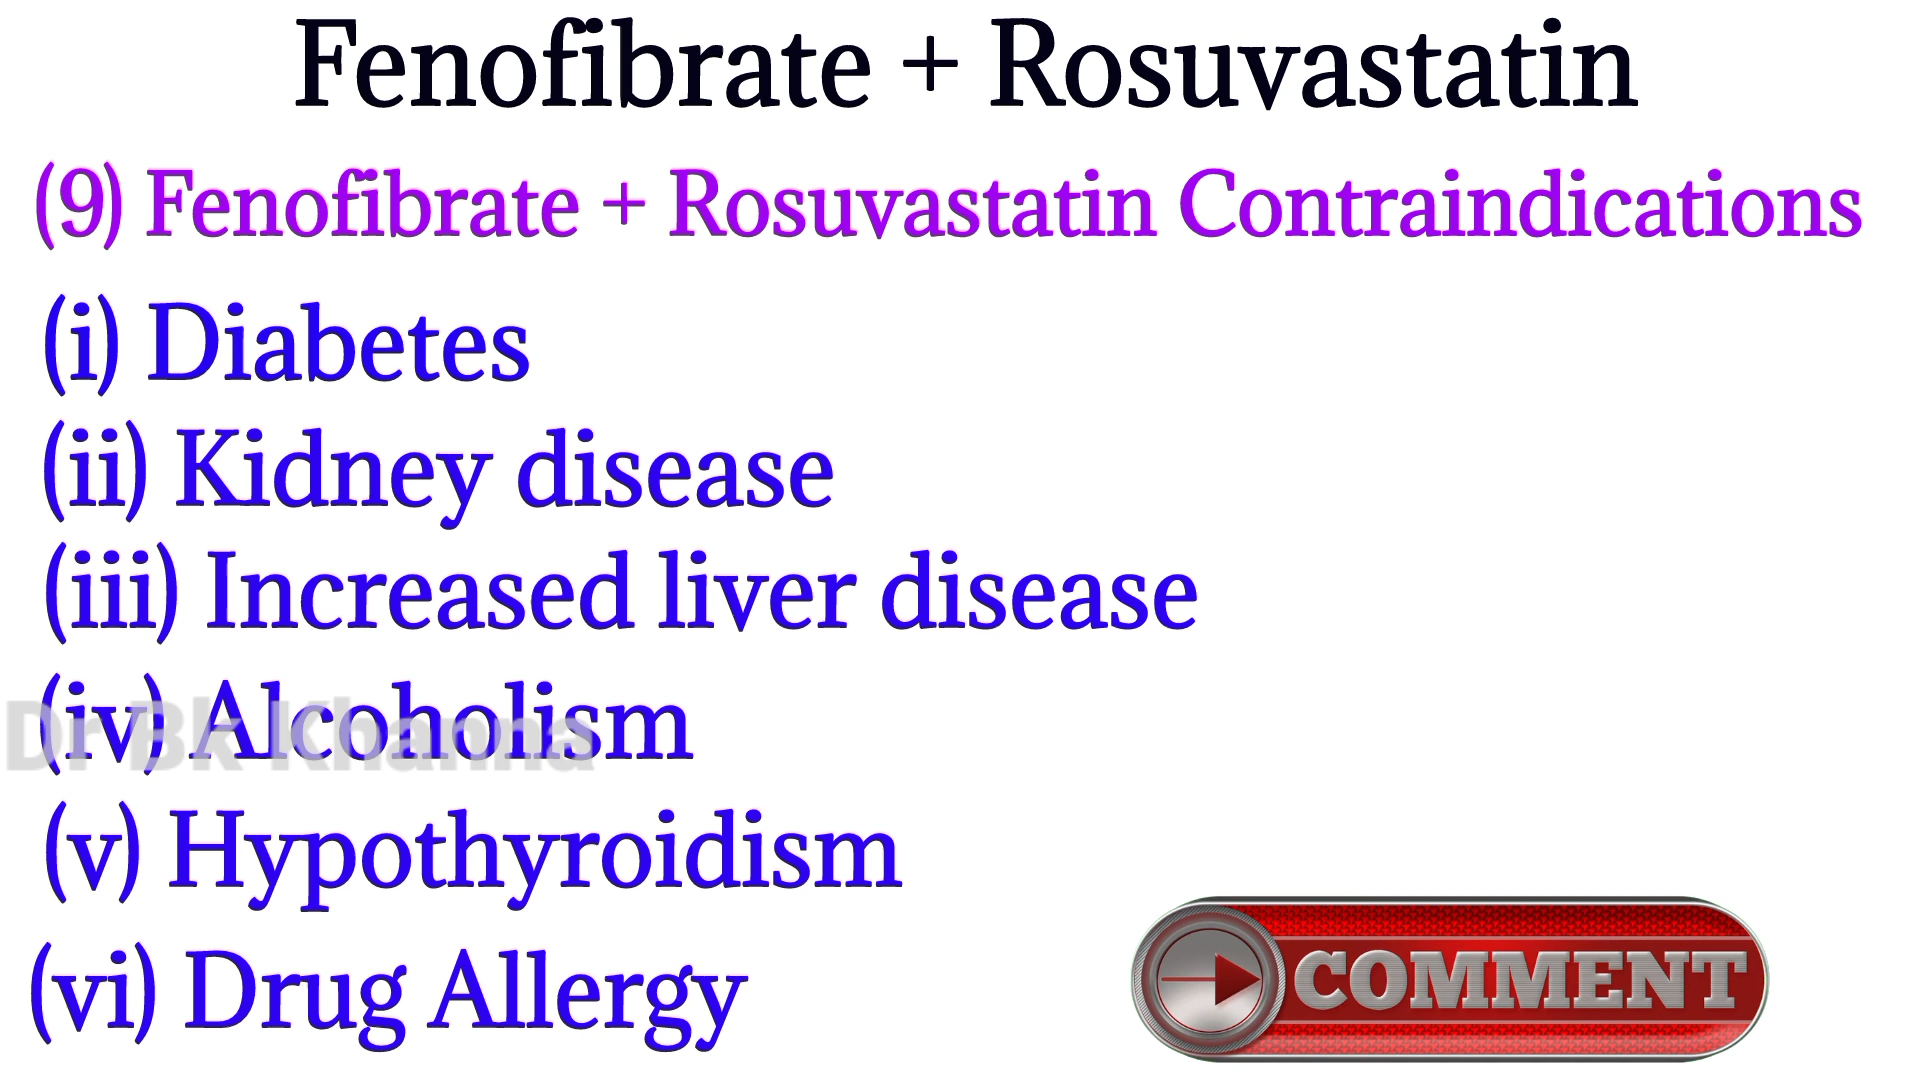 Fenofibrate + Rosuvastatin
(9) Fenofibrate + Rosuvastatin Contraindications
(i) Diabetes
(ii) Kidney disease
(iii) Increased liver disease
(iv) Alcoholism
Dr Bk Khanna
(v) Hypothyroidism
(vi) Drug Allergy
COMMENT